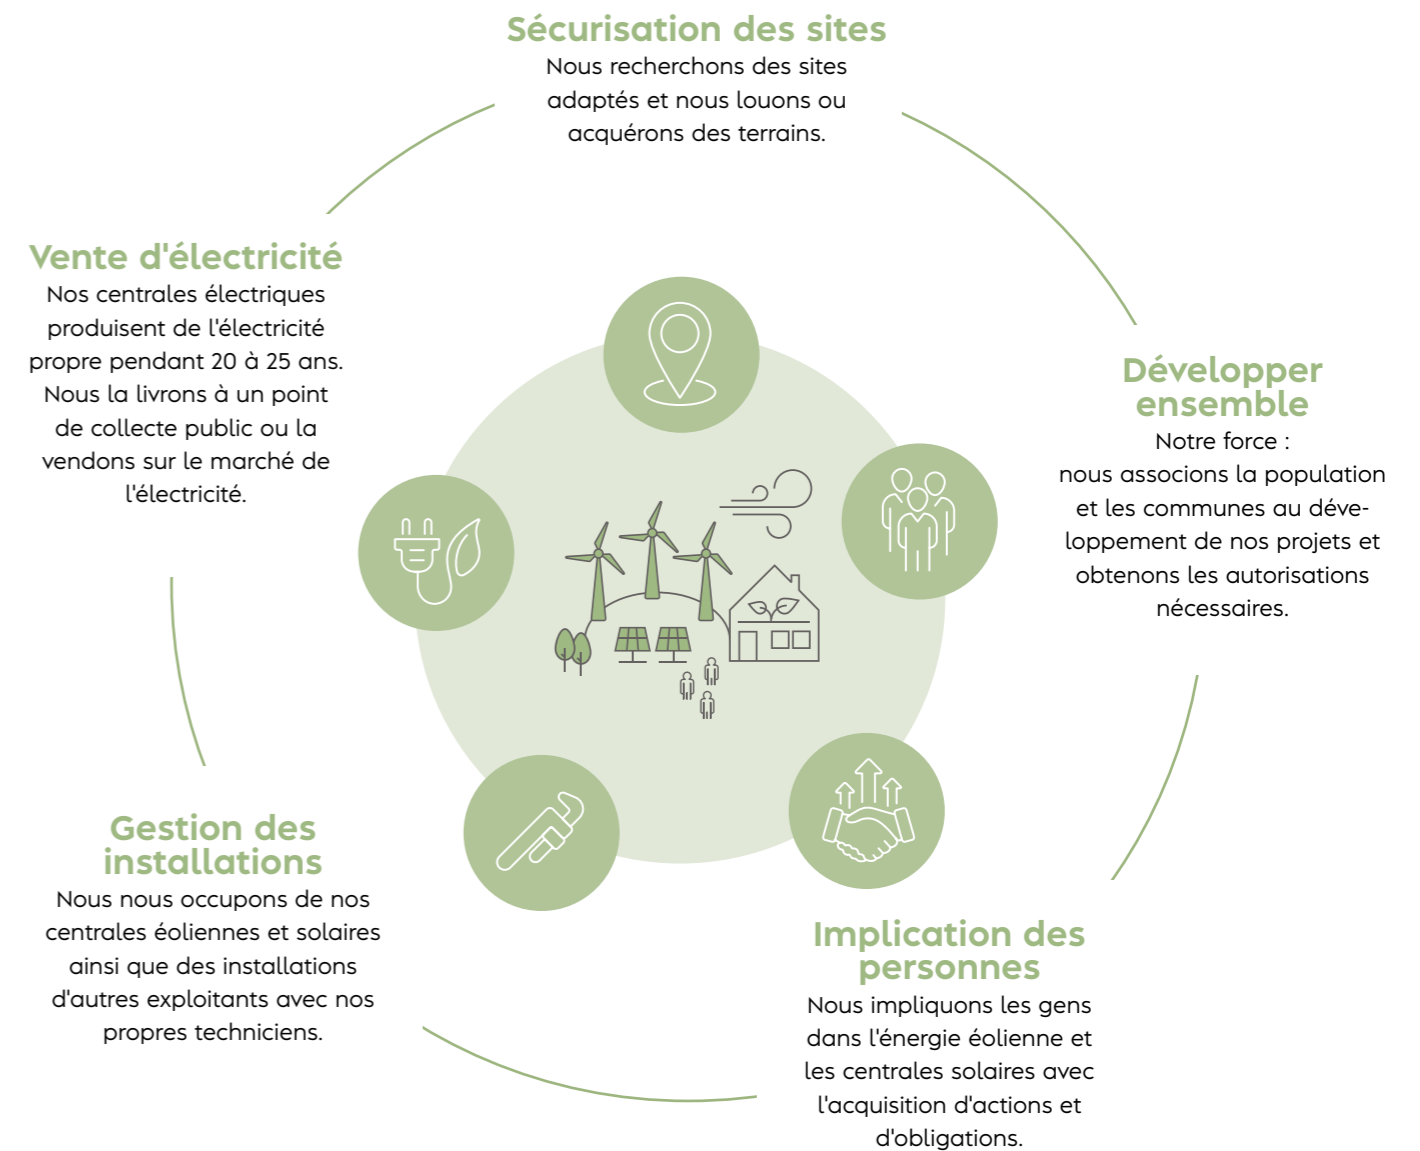 Sécurisation des sites
Nous recherchons des sites
adaptés et nous louons ou
acquérons des terrains.
Développer
ensemble
Notre force :
nous associons la population
et les communes au déve-
loppement de nos projets et
obtenons les autorisations
nécessaires.
Implication des
personnes
Nous impliquons les gens
dans l'énergie éolienne et
les centrales solaires avec
l'acquisition d'actions et
d'obligations.
Gestion des
installations
Nous nous occupons de nos
centrales éoliennes et solaires
ainsi que des installations
d'autres exploitants avec nos
propres techniciens.
Vente d'électricité
Nos centrales électriques
produisent de l'électricité
propre pendant 20 à 25 ans.
Nous la livrons à un point
de collecte public ou la
vendons sur le marché de
l'électricité.